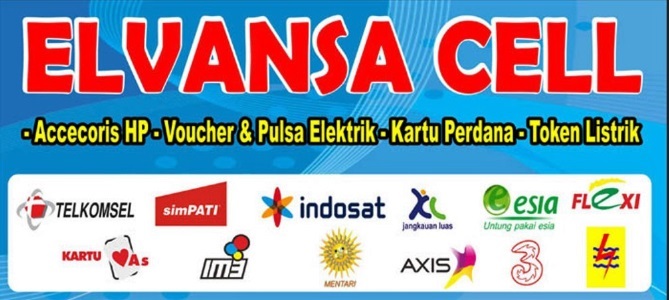 ELVANSA CELL
- Accecoris HP - Voucher & Pulsa Elektrik - Kartu Perdana - Token Listrik
TELKOMSEL simPATI indosat XL jangkauan luas esia Untung pakai esia FLEXI
KARTU As IM3 MENTARI AXIS 3